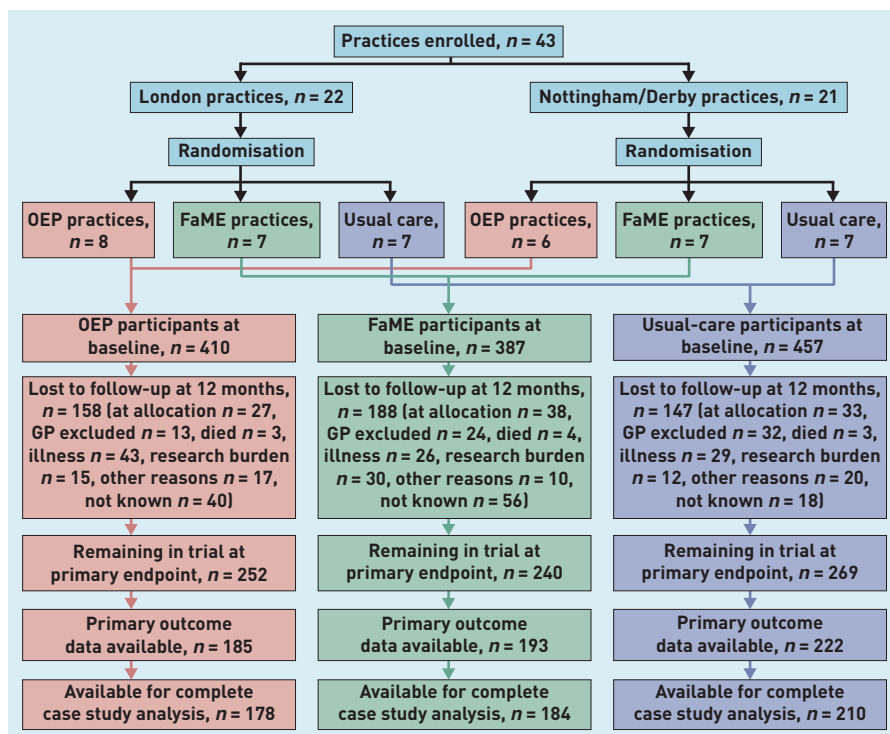 Practices enrolled, n = 43
London practices, n = 22
Nottingham/Derby practices, n = 21
Randomisation
Randomisation
OEP practices,
n = 8
FaME practices,
n = 7
Usual care,
n = 7
OEP practices,
n = 6
FaME practices,
n = 7
Usual care,
n = 7
OEP participants at
baseline, n = 410
FaME participants at
baseline, n = 387
Usual-care participants at
baseline, n = 457
Lost to follow-up at 12 months,
n = 158 (at allocation n = 27,
GP excluded n = 13, died n = 3,
illness n = 43, research burden
n = 15, other reasons n = 17,
not known n = 40)
Lost to follow-up at 12 months,
n = 188 (at allocation n = 38,
GP excluded n = 24, died n = 4,
illness n = 26, research burden
n = 30, other reasons n = 10,
not known n = 56)
Lost to follow-up at 12 months,
n = 147 (at allocation n = 33,
GP excluded n = 32, died n = 3,
illness n = 29, research burden
n = 12, other reasons n = 20,
not known n = 18)
Remaining in trial at
primary endpoint, n = 252
Remaining in trial at
primary endpoint, n = 240
Remaining in trial at
primary endpoint, n = 269
Primary outcome
data available, n = 185
Primary outcome
data available, n = 193
Primary outcome
data available, n = 222
Available for complete
case study analysis, n = 178
Available for complete
case study analysis, n = 184
Available for complete
case study analysis, n = 210